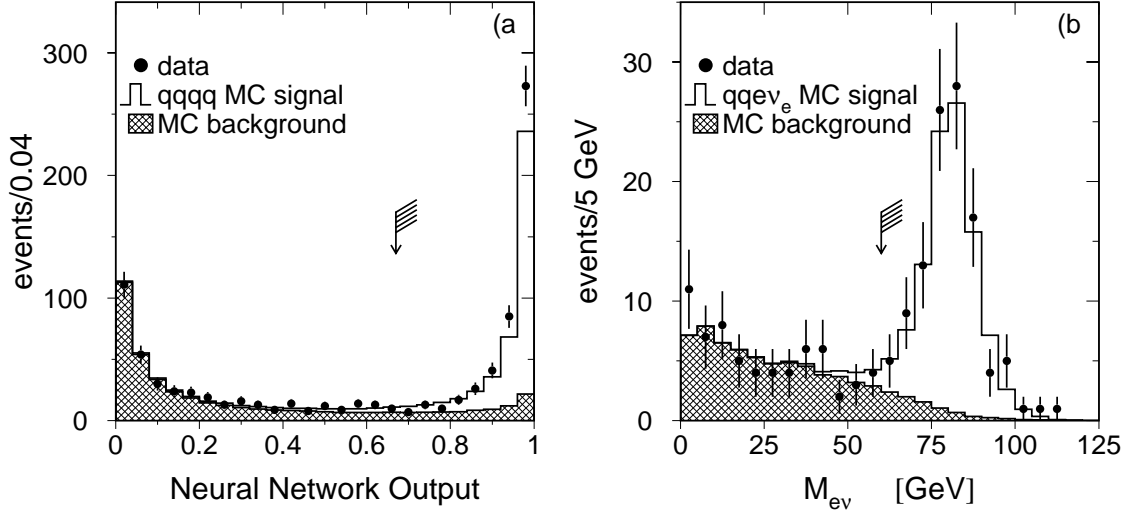 (a
300
200
100
0
events/0.04
data
qqqq MC signal
MC background
0 0.2 0.4 0.6 0.8 1
Neural Network Output
(b
30
20
10
0
events/5 GeV
data
qqeνe MC signal
MC background
0 25 50 75 100 125
Meν [GeV]